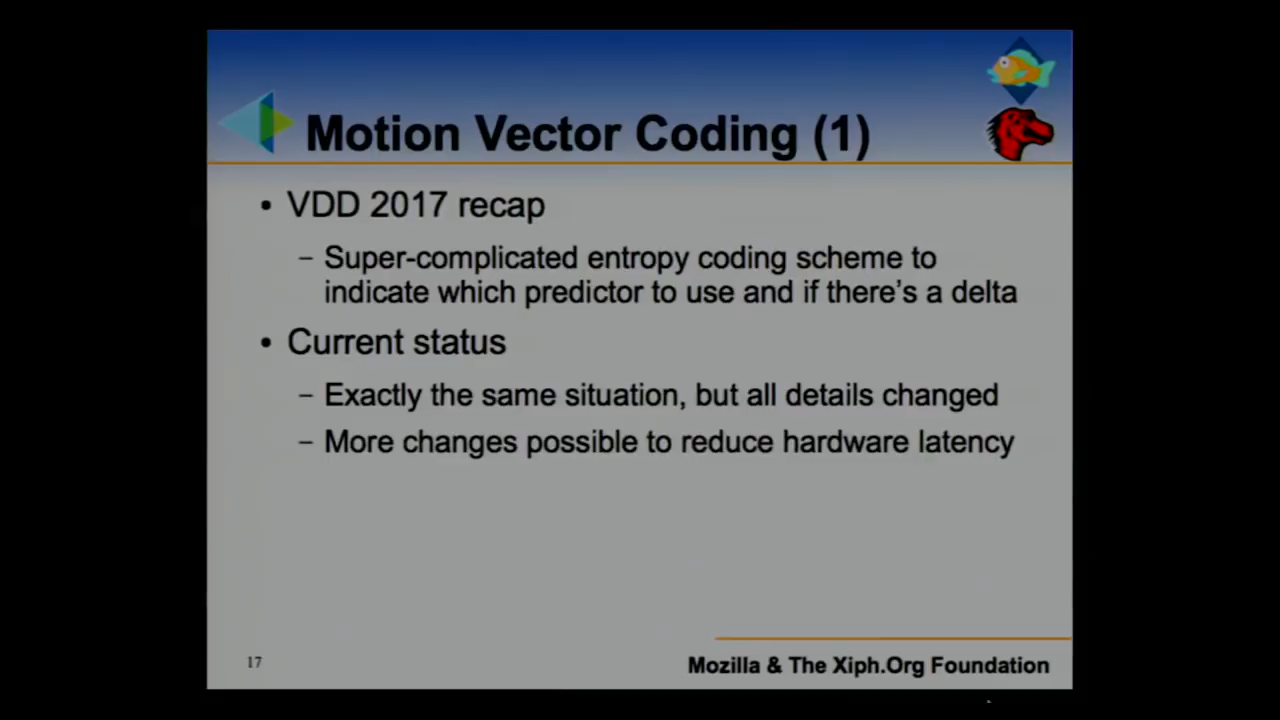 Motion Vector Coding (1)
• VDD 2017 recap
– Super-complicated entropy coding scheme to
indicate which predictor to use and if there's a delta
• Current status
– Exactly the same situation, but all details changed
– More changes possible to reduce hardware latency
17
Mozilla & The Xiph.Org Foundation